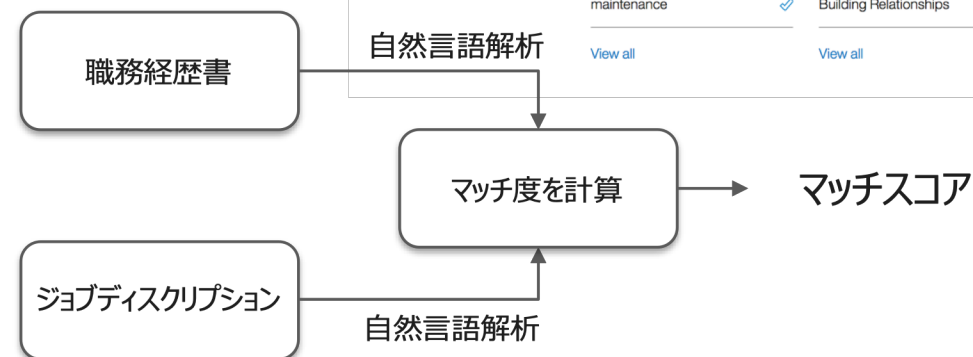 maintenance
Building Relationships
View all
View all
自然言語解析
職務経歴書
マッチ度を計算
マッチスコア
ジョブディスクリプション
自然言語解析